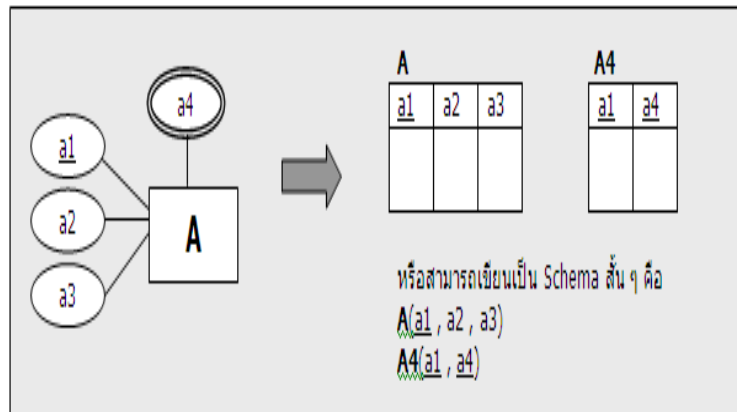 a4
a1
a2
a3
A
A
a1 a2 a3
A4
a1 a4
หรือสามารถเขียนเป็น Schema สั้น ๆ คือ
A(a1 , a2 , a3)
A4(a1 , a4)